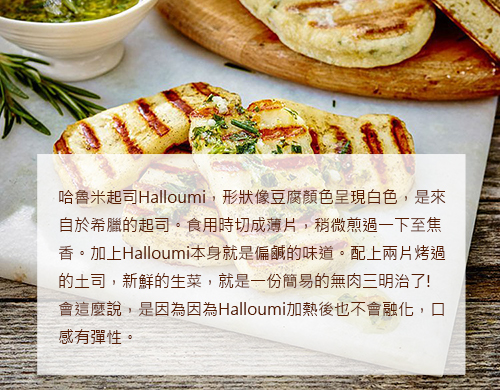 哈魯米起司Halloumi，形狀像豆腐顏色呈現白色，是來
自於希臘的起司。食用時切成薄片，稍微煎過一下至焦
香。加上Halloumi本身就是偏鹹的味道。配上兩片烤過
的土司，新鮮的生菜，就是一份簡易的無肉三明治了!
會這麼說，是因為因為Halloumi加熱後也不會融化，口
感有彈性。